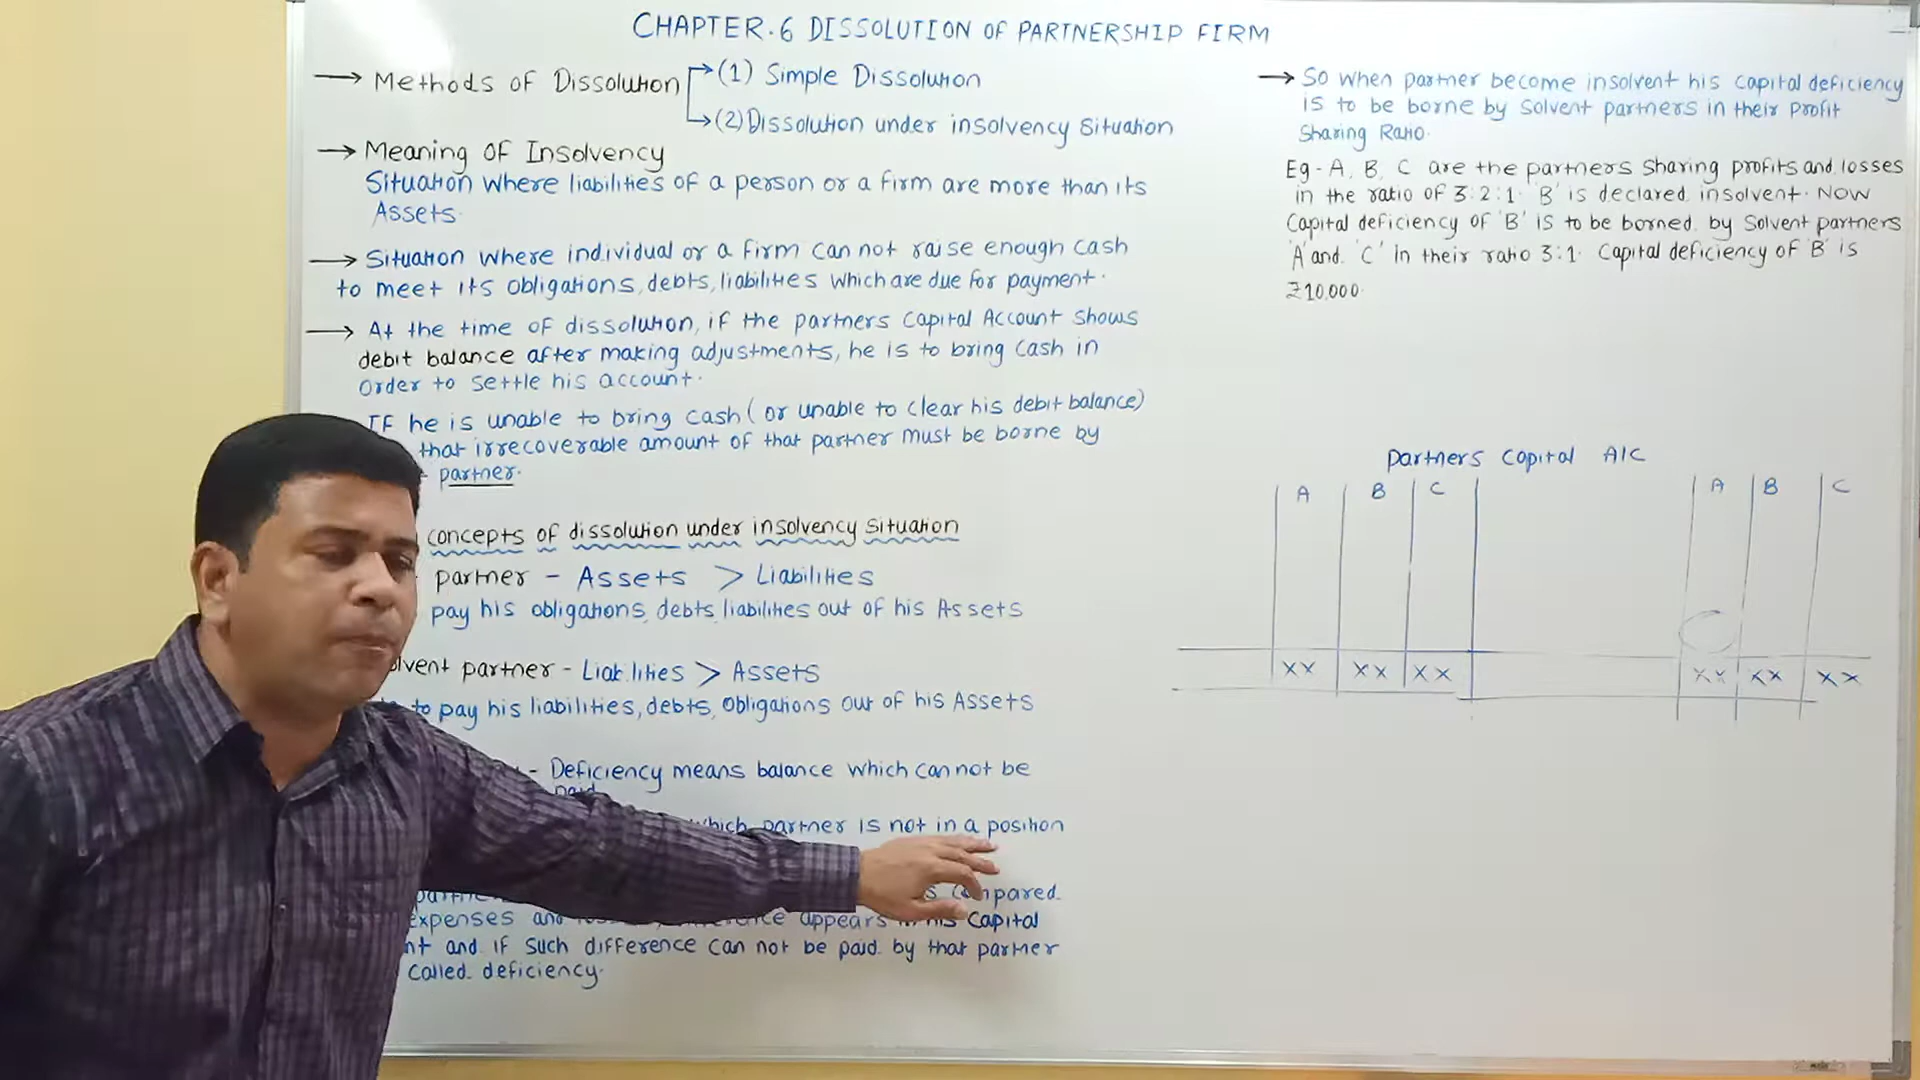 CHAPTER.6 DISSOLUTION OF PARTNERSHIP FIRM
→ Methods of Dissolution → (1) Simple Dissolution
→ (2) Dissolution under insolvency Situation
→ Meaning OF Insolvency
Situation where liabilities of a person or a firm are more than its
Assets.
→ Situation where individual or a firm can not raise enough cash
to meet its obligations, debts, liabilities which are due for payment.
→ At the time of dissolution, if the partners Capital Account shows
debit balance after making adjustments, he is to bring cash in
order to settle his account.
If he is unable to bring cash (or unable to clear his debit balance)
that irrecoverable amount of that partner must be borne by
partner.
concepts of dissolution under insolvency Situation
partner - Assets > Liabilities
pay his obligations, debts, liabilities out of his Assets
partner - Liabilities > Assets
to pay his liabilities, debts, obligations out of his Assets
- Deficiency means balance which can not be
partner is not in a position
compared
expenses and appears Capital
and if such difference can not be paid by that partner
called deficiency.
→ So when partner become insolvent his capital deficiency
is to be borne by solvent partners in their profit
Sharing Ratio.
Eg - A, B, C are the partners sharing profits and losses
in the ratio of 3:2:1. 'B' is declared insolvent. Now
Capital deficiency of 'B' is to be borned by Solvent partners
'A' and 'C' in their ratio 3:1. Capital deficiency of 'B' is
₹10,000.
Partners Capital A/C
A B C A B C
XX XX XX XX XX XX